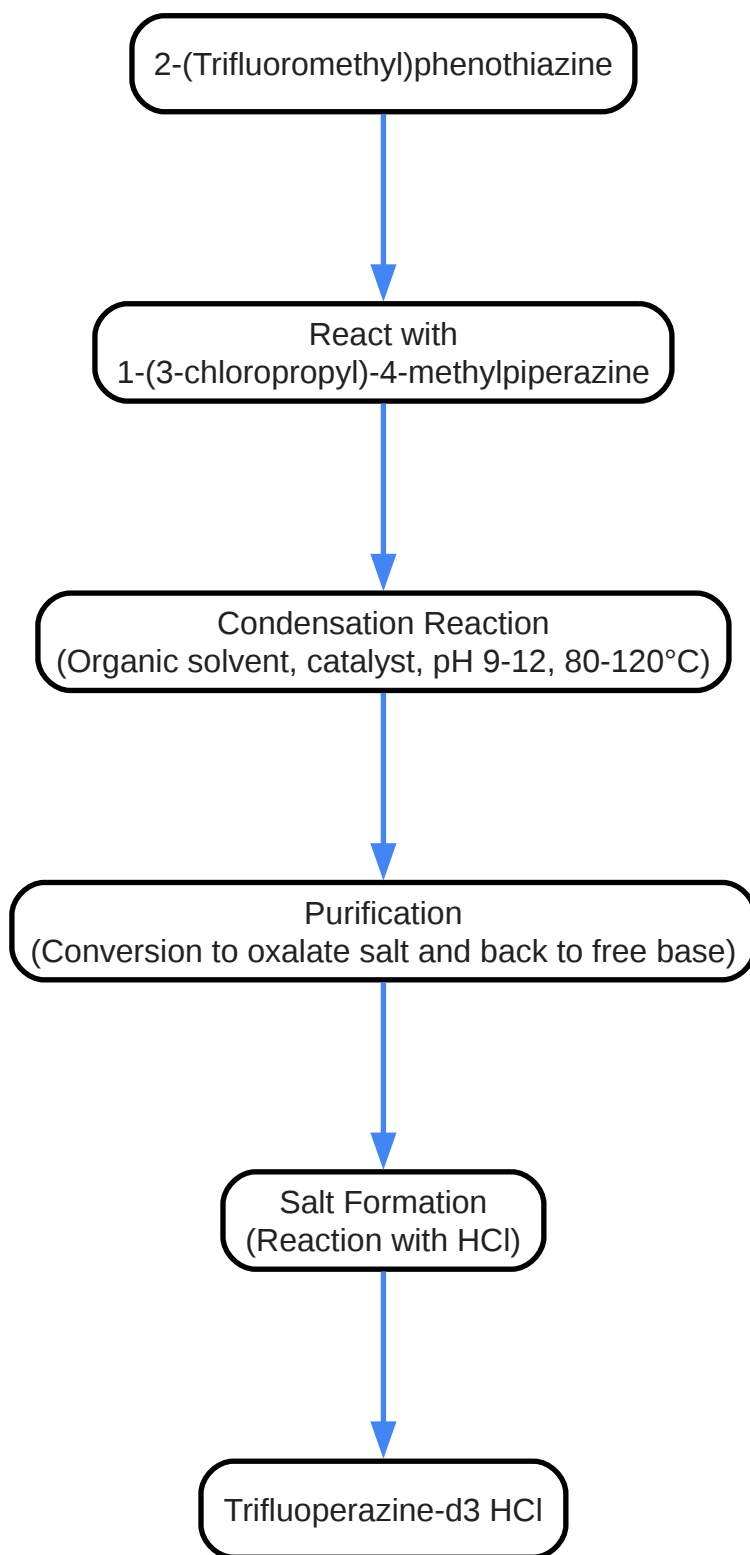 2-(Trifluoromethyl)phenothiazine
React with
1-(3-chloropropyl)-4-methylpiperazine
Condensation Reaction
(Organic solvent, catalyst, pH 9-12, 80-120°C)
Purification
(Conversion to oxalate salt and back to free base)
Salt Formation
(Reaction with HCl)
Trifluoperazine-d3 HCl